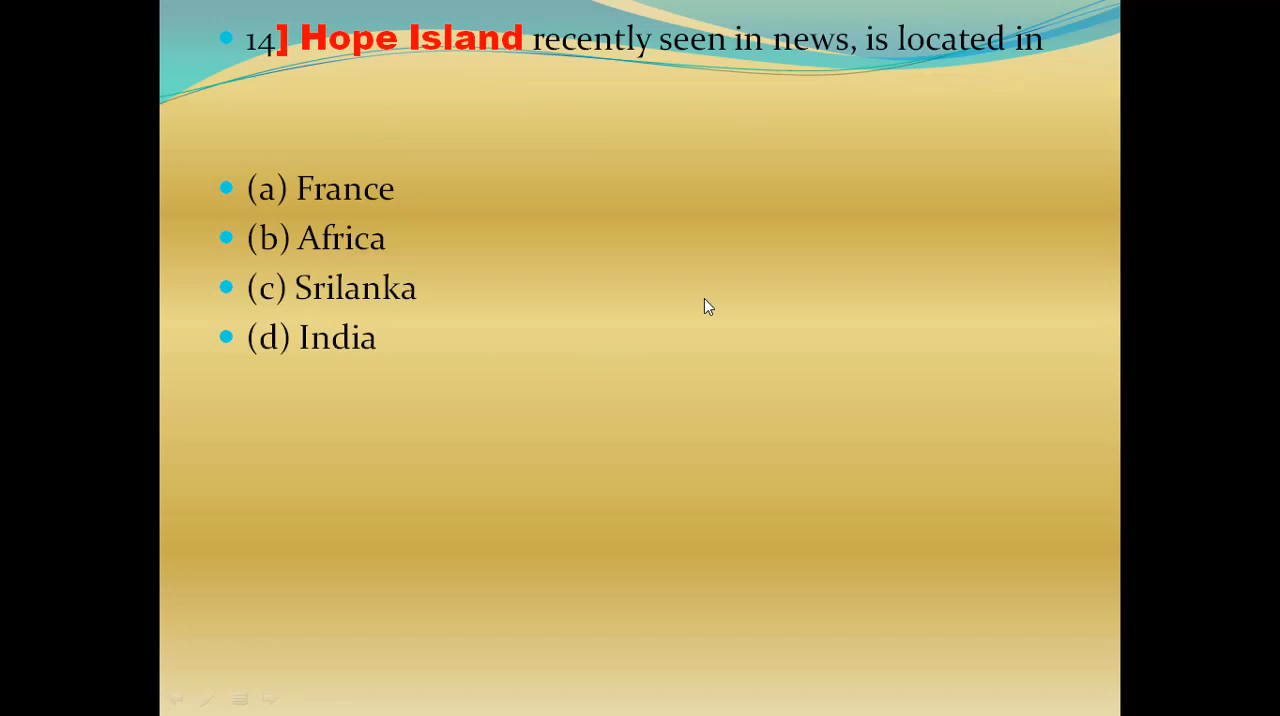 14] Hope Island recently seen in news, is located in
(a) France
(b) Africa
(c) Srilanka
(d) India